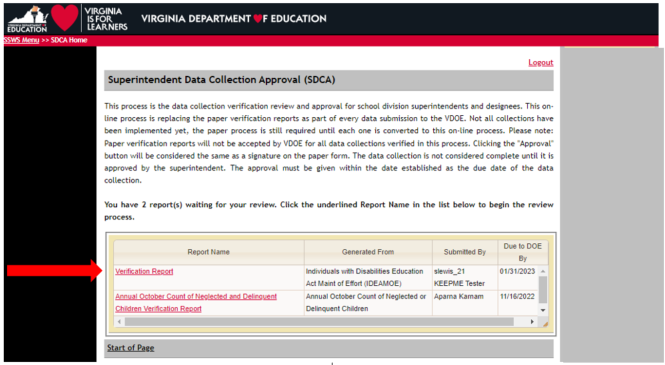 VIRGINIA
IS FOR
LEARNERS
VIRGINIA DEPARTMENT OF EDUCATION
EDUCATION
SSWS Menu >> SDCA Home
Logout
Superintendent Data Collection Approval (SDCA)
This process is the data collection verification review and approval for school division superintendents and designees. This on-
line process is replacing the paper verification reports as part of every data submission to the VDOE. Not all collections have
been implemented yet, the paper process is still required until each one is converted to this on-line process. Please note:
Paper verification reports will not be accepted by VDOE for all data collections verified in this process. Clicking the "Approval"
button will be considered the same as a signature on the paper form. The data collection is not considered complete until it is
approved by the superintendent. The approval must be given within the date established as the due date of the data
collection.
You have 2 report(s) waiting for your review. Click the underlined Report Name in the list below to begin the review
process.
Report Name Generated From Submitted By Due to DOE
By
Verification Report Individuals with Disabilities Education slewis_21 01/31/2023
Act Maint of Effort (IDEAMOE) KEEPME Tester
Annual October Count of Neglected and Delinquent Annual October Count of Neglected or Aparna Kamam 11/16/2022
Children Verification Report Delinquent Children
Start of Page